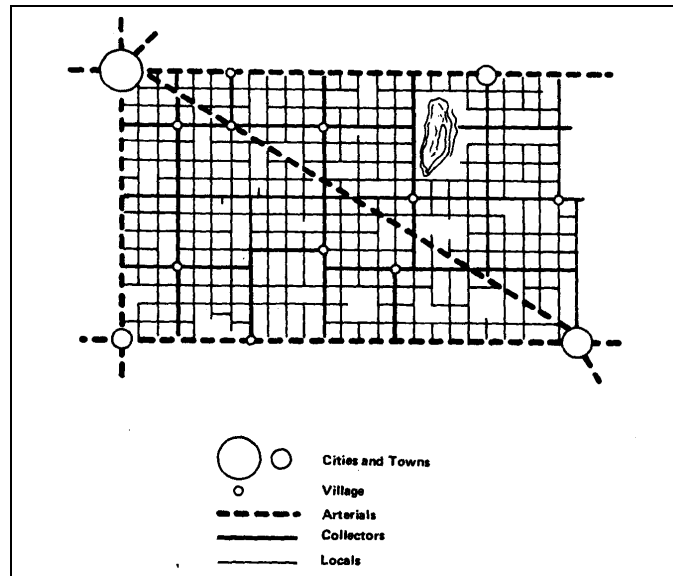 Cities and Towns
Village
Arterials
Collectors
Locals